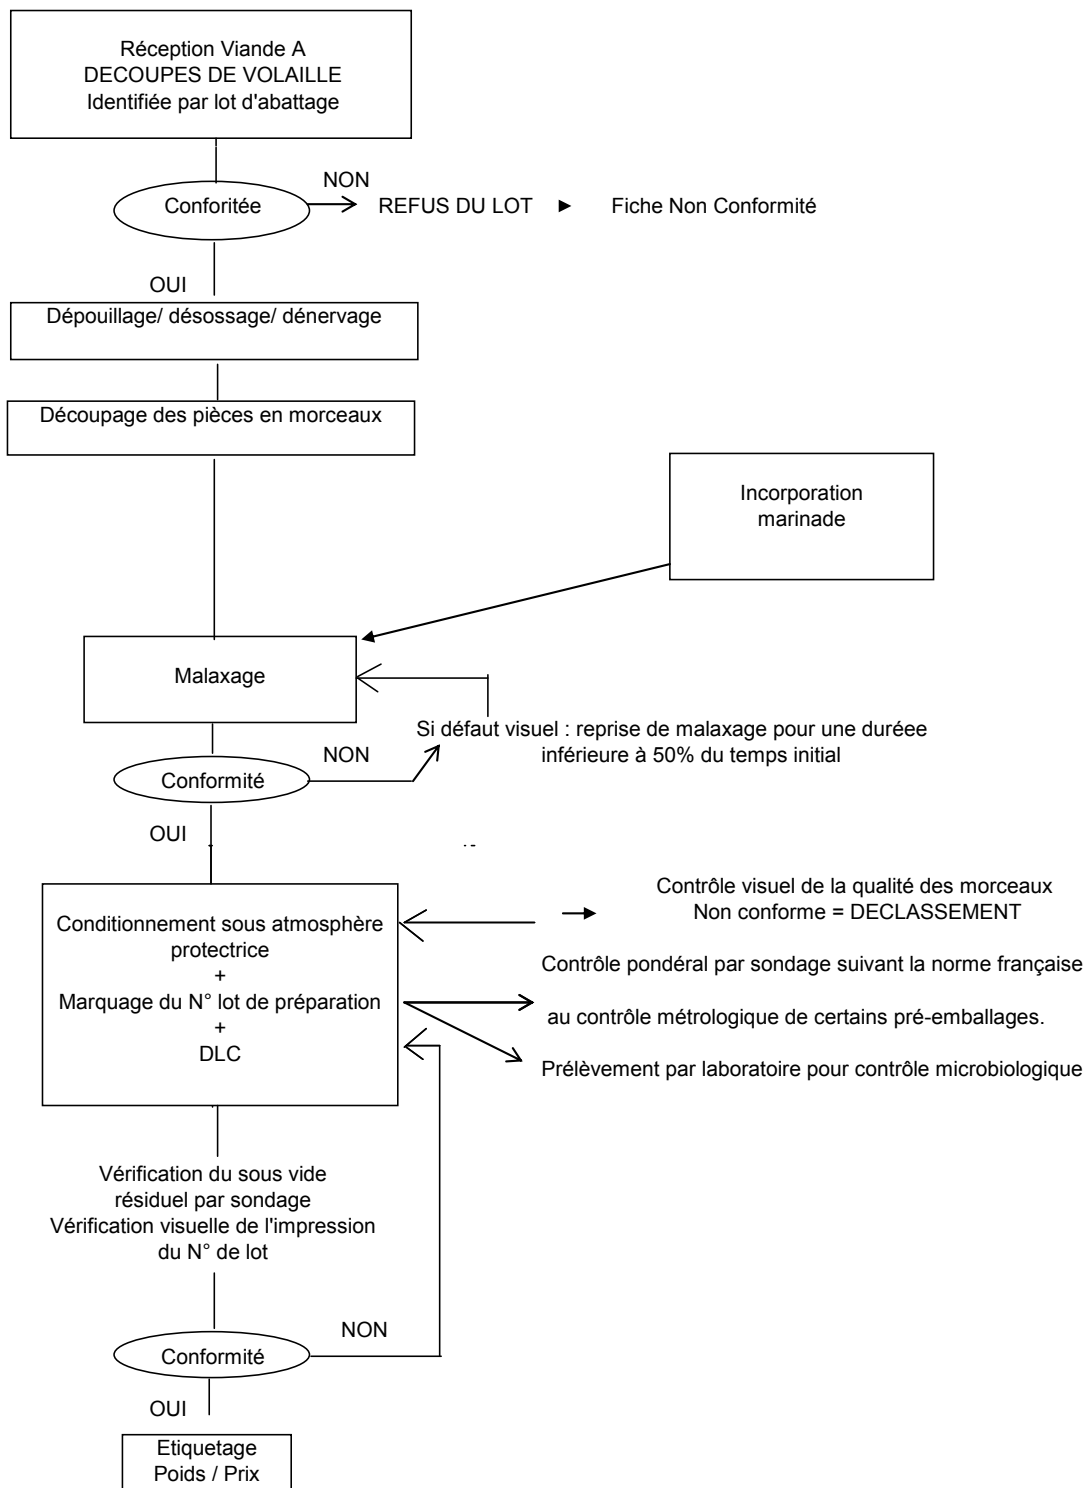 Réception Viande A
DECOUPES DE VOLAILLE
Identifiée par lot d'abattage
NON
Conforitée
REFUS DU LOT ► Fiche Non Conformité
OUI
Dépouillage/ désossage/ dénervage
Découpage des pièces en morceaux
Incorporation
marinade
Malaxage
Si défaut visuel : reprise de malaxage pour une duréee
inférieure à 50% du temps initial
NON
Conformité
OUI
Contrôle visuel de la qualité des morceaux
Non conforme = DECLASSEMENT
Conditionnement sous atmosphère
protectrice
+
Marquage du N° lot de préparation
+
DLC
Contrôle pondéral par sondage suivant la norme française
au contrôle métrologique de certains pré-emballages.
Prélèvement par laboratoire pour contrôle microbiologique
Vérification du sous vide
résiduel par sondage
Vérification visuelle de l'impression
du N° de lot
NON
Conformité
OUI
Etiquetage
Poids / Prix